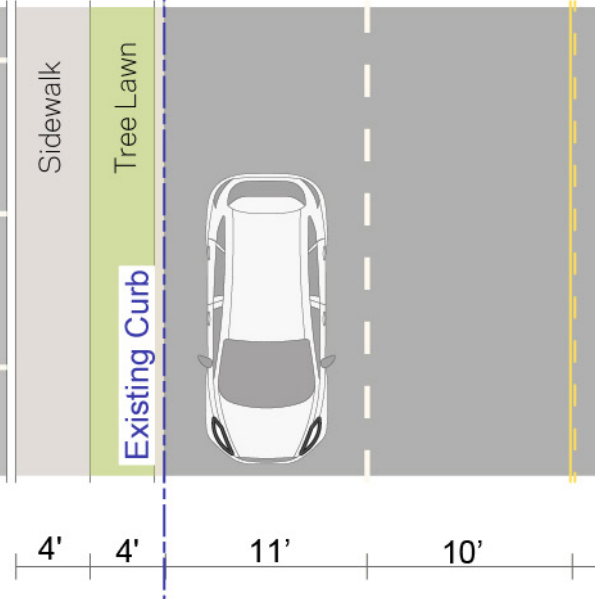 Sidewalk
Tree Lawn
Existing Curb
4'
4'
11’
10’